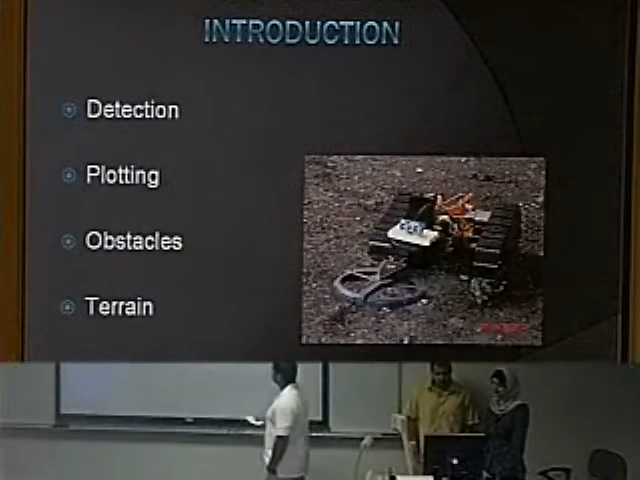 INTRODUCTION
Detection
Plotting
Obstacles
Terrain